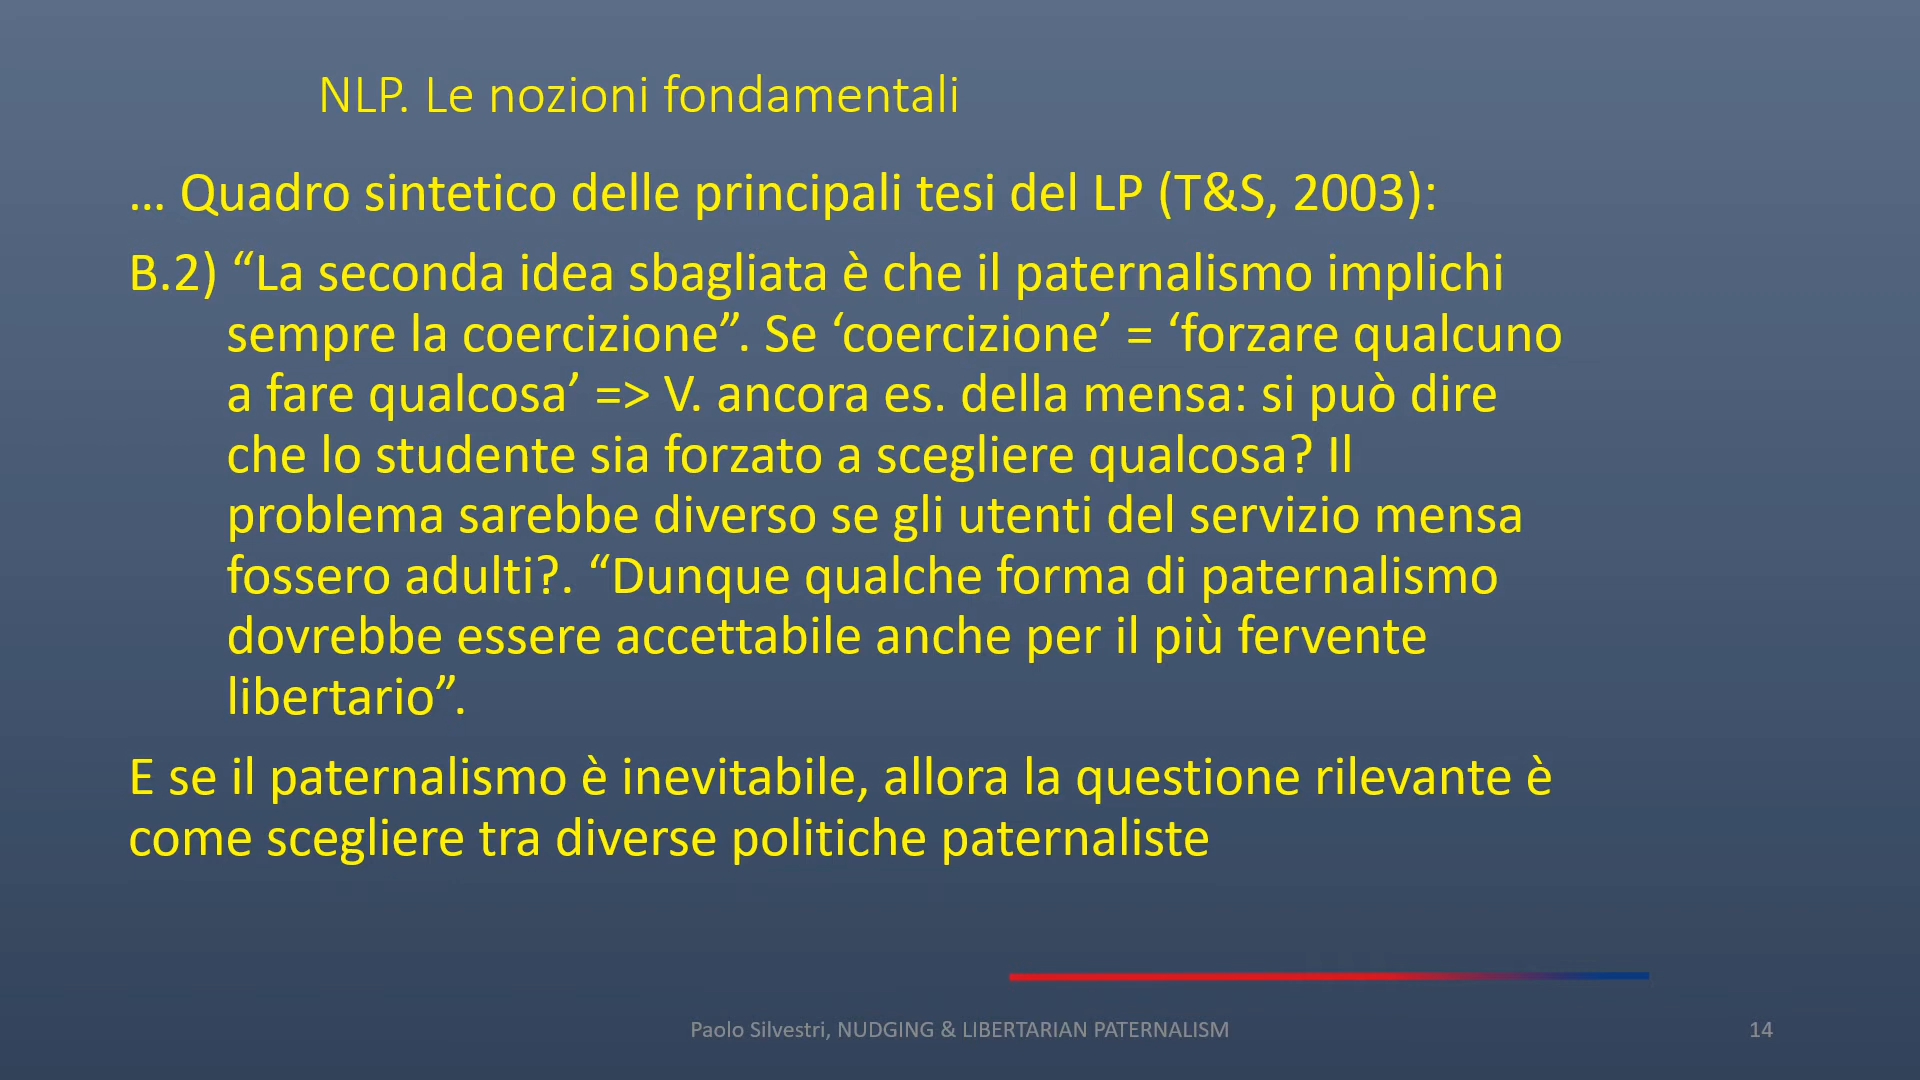 NLP. Le nozioni fondamentali
... Quadro sintetico delle principali tesi del LP (T&S, 2003):
B.2) “La seconda idea sbagliata è che il paternalismo implichi
sempre la coercizione”. Se ‘coercizione’ = ‘forzare qualcuno
a fare qualcosa’ => V. ancora es. della mensa: si può dire
che lo studente sia forzato a scegliere qualcosa? Il
problema sarebbe diverso se gli utenti del servizio mensa
fossero adulti?. “Dunque qualche forma di paternalismo
dovrebbe essere accettabile anche per il più fervente
libertario”.
E se il paternalismo è inevitabile, allora la questione rilevante è
come scegliere tra diverse politiche paternaliste
Paolo Silvestri, NUDGING & LIBERTARIAN PATERNALISM
14